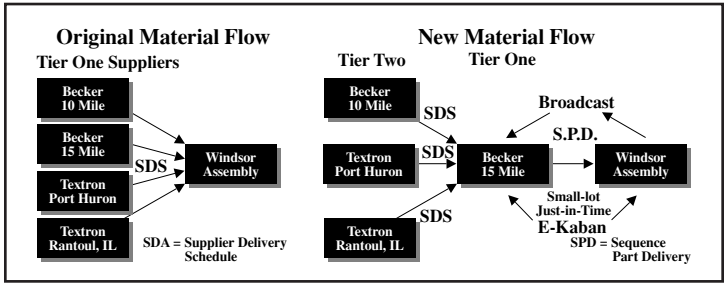 Original Material Flow
Tier One Suppliers
Becker
10 Mile
Becker
15 Mile
SDS
Textron
Port Huron
Textron
Rantoul, IL
Windsor
Assembly
SDA = Supplier Delivery
Schedule
New Material Flow
Tier Two
Tier One
Becker
10 Mile
SDS
Textron
Port Huron
SDS
Textron
Rantoul, IL
SDS
Becker
15 Mile
Broadcast
S.P.D.
Windsor
Assembly
Small-lot
Just-in-Time
E-Kaban
SPD = Sequence
Part Delivery